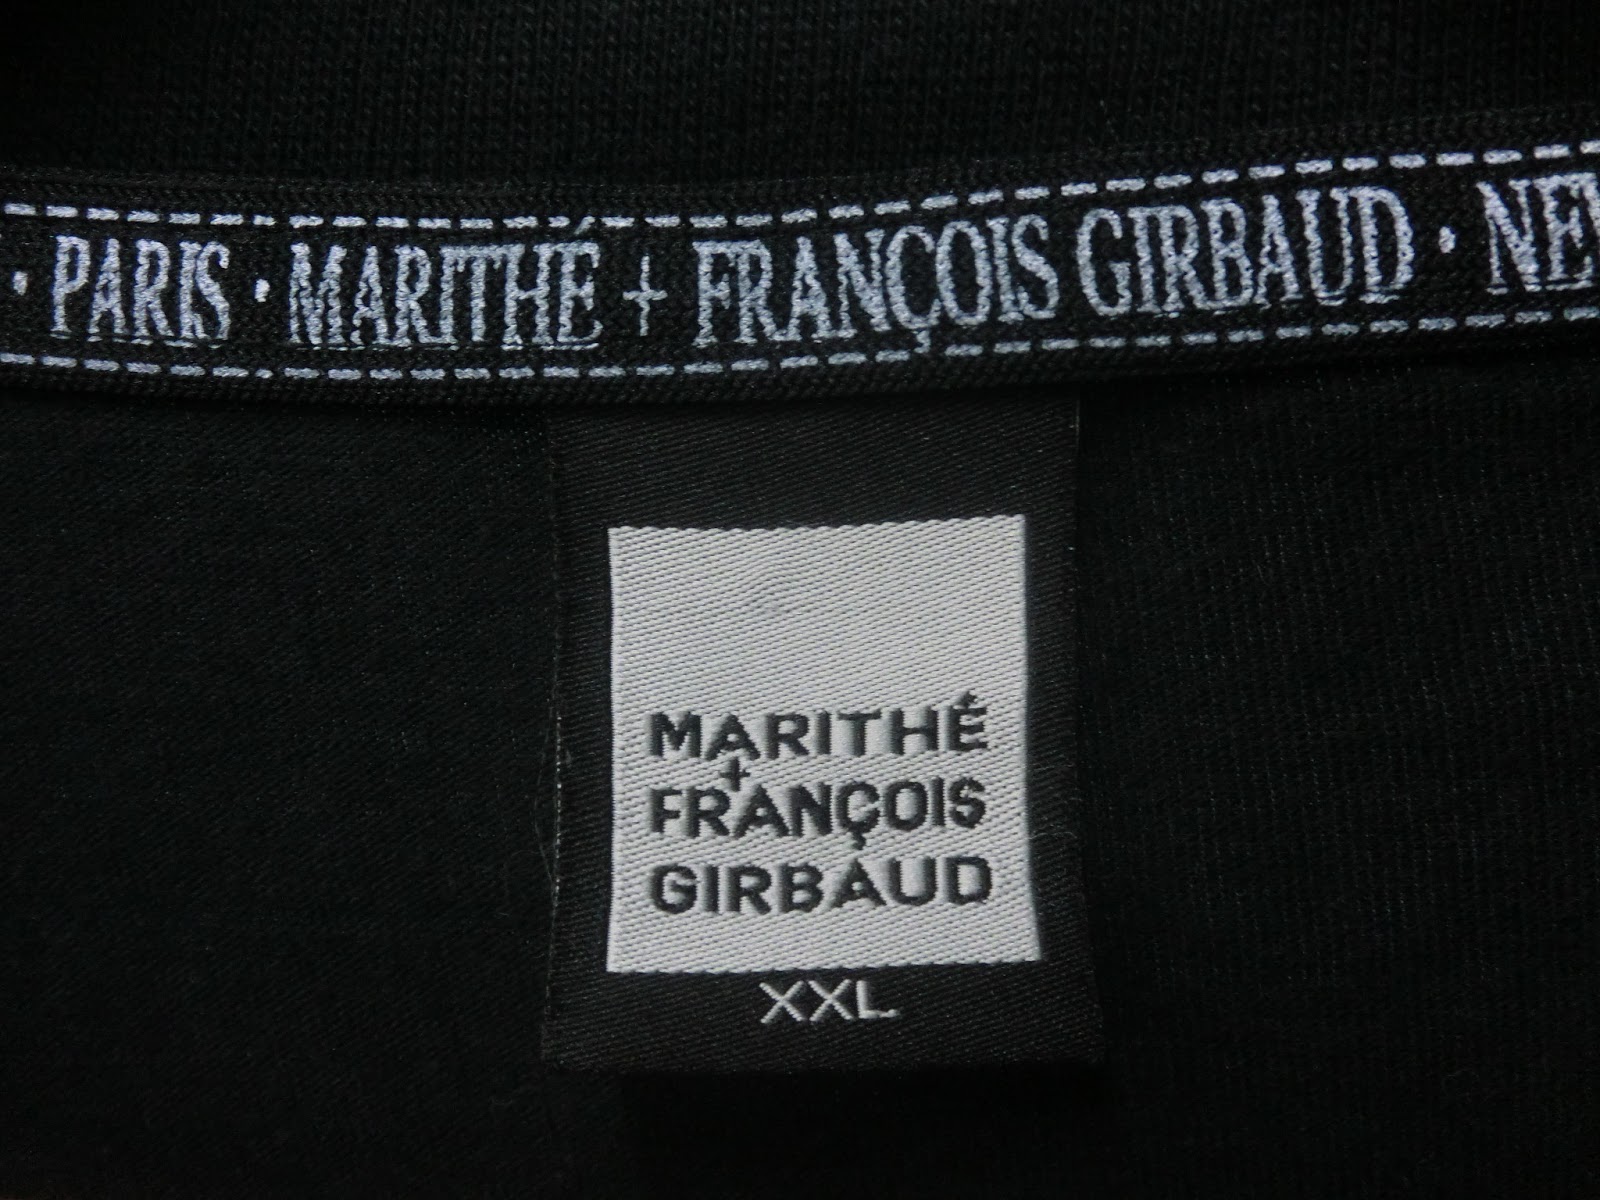 · PARIS · MARITHÉ + FRANÇOIS GIRBAUD ·
MARITHÉ
+
FRANÇOIS
GIRBAUD
XXL